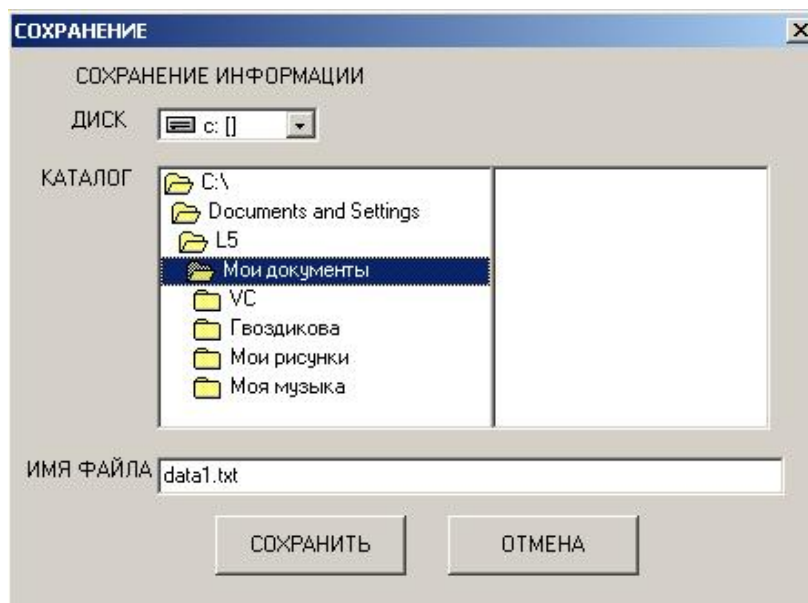 СОХРАНЕНИЕ
СОХРАНЕНИЕ ИНФОРМАЦИИ
ДИСК c: []
КАТАЛОГ
C:\
Documents and Settings
L5
Мои документы
VC
Гвоздикова
Мои рисунки
Моя музыка
ИМЯ ФАЙЛА data1.txt
СОХРАНИТЬ ОТМЕНА